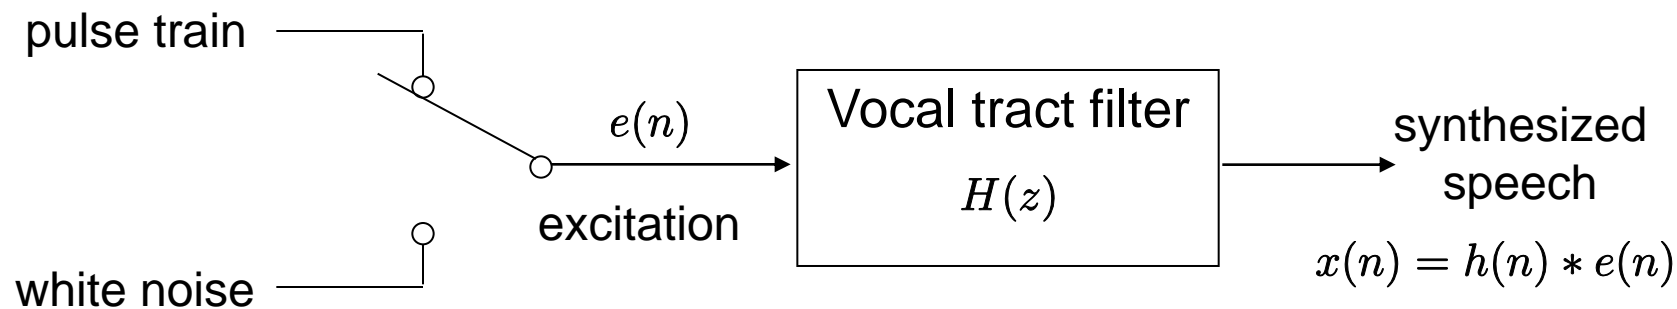 pulse train
white noise
e(n)
excitation
Vocal tract filter
H(z)
synthesized
speech
x(n) = h(n) ∗ e(n)